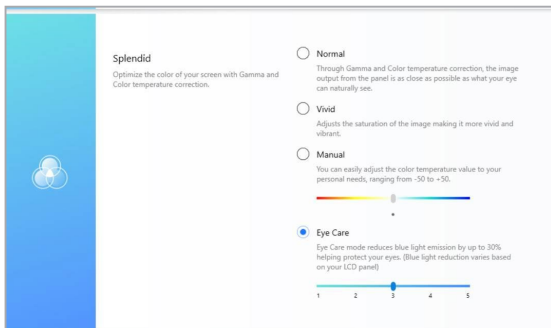 Splendid
Optimize the color of your screen with Gamma and
Color temperature correction.
Normal
Through Gamma and Color temperature correction, the image
output from the panel is as close as possible as what your eye
can naturally see.
Vivid
Adjusts the saturation of the image making it more vivid and
vibrant.
Manual
You can easily adjust the color temperature value to your
personal needs, ranging from -50 to +50.
Eye Care
Eye Care mode reduces blue light emission by up to 30%
helping protect your eyes. (Blue light reduction varies based
on your LCD panel)
1 2 3 4 5